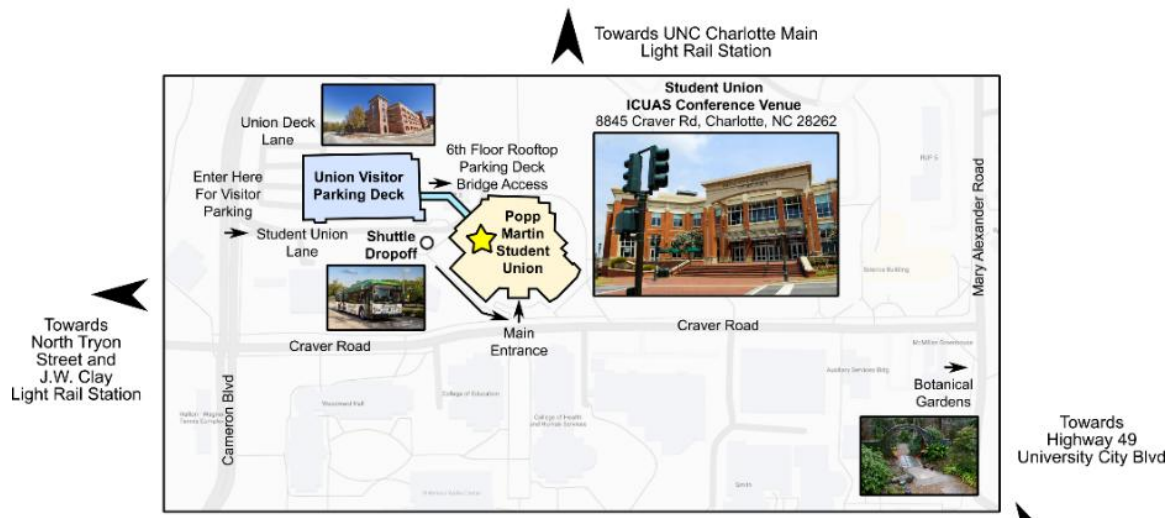 Towards UNC Charlotte Main
Light Rail Station
Student Union
ICUAS Conference Venue
8845 Craver Rd, Charlotte, NC 28262
Union Deck
Lane
6th Floor Rooftop
Parking Deck
Bridge Access
Enter Here
For Visitor
Parking
Union Visitor
Parking Deck
Student Union
Lane
Shuttle
Dropoff
Popp
Martin
Student
Union
Mary Alexander Road
Science Building
Towards
North Tryon
Street and
J.W. Clay
Light Rail Station
Craver Road
Main
Entrance
Craver Road
McMillan Greenhouse
Cameron Blvd
College of Education
Auxiliary Services Bldg
Botanical
Gardens
College of Health
and Human Services
Smith
Towards
Highway 49
University City Blvd